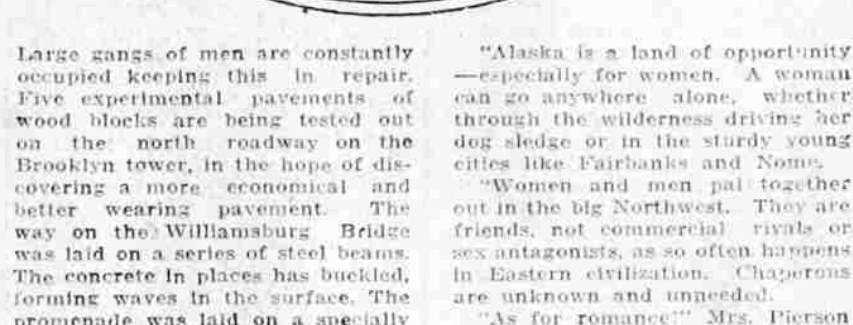 Large gangs of men are constantly
occupied keeping this in repair.
Five experimental pavements of
wood blocks are being tested out
on the north roadway on the
Brooklyn tower, in the hope of dis-
covering a more economical and
better wearing pavement. The
way on the Williamsburg Bridge
was laid on a series of steel beams.
The concrete in places has buckled,
forming waves in the surface. The
promenade was laid on a specially
"Alaska is a land of opportunity
—especially for women. A woman
can go anywhere alone, whether
through the wilderness driving her
dog sledge or in the sturdy young
cities like Fairbanks and Nome.
"Women and men pal together
out in the big Northwest. They are
friends, not commercial rivals or
sex antagonists, as so often happens
in Eastern civilization. Chaperons
are unknown and unneeded.
"As for romance!" Mrs. Pierson